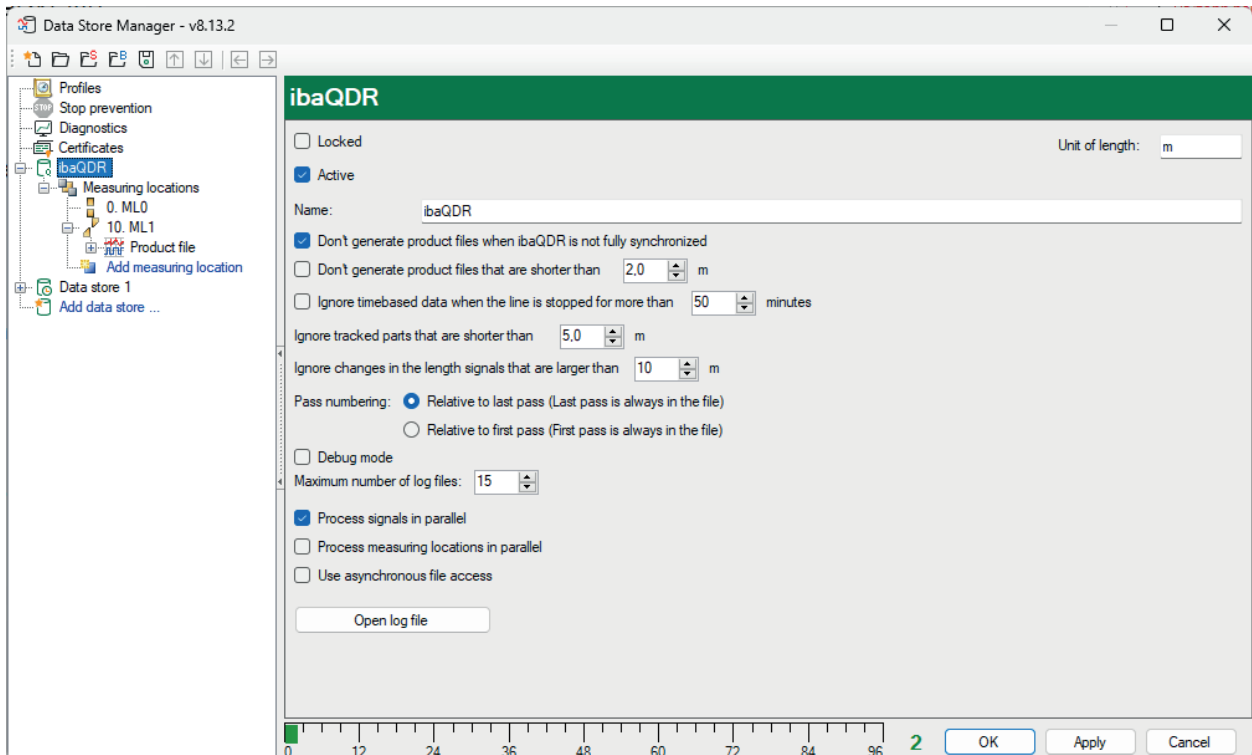 Data Store Manager - v8.13.2
Profiles
STOP Stop prevention
Diagnostics
Certificates
ibaQDR
Measuring locations
0. ML0
10. ML1
Product file
Add measuring location
Data store 1
Add data store ...
ibaQDR
Locked
Unit of length: m
Active
Name: ibaQDR
Don't generate product files when ibaQDR is not fully synchronized
Don't generate product files that are shorter than 2,0 m
Ignore timebased data when the line is stopped for more than 50 minutes
Ignore tracked parts that are shorter than 5,0 m
Ignore changes in the length signals that are larger than 10 m
Pass numbering: Relative to last pass (Last pass is always in the file)
Relative to first pass (First pass is always in the file)
Debug mode
Maximum number of log files: 15
Process signals in parallel
Process measuring locations in parallel
Use asynchronous file access
Open log file
0 12 24 36 48 60 72 84 96 2 OK Apply Cancel